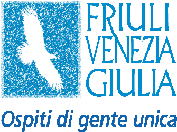 FRIULI
VENEZIA
GIULIA
Ospiti di gente unica